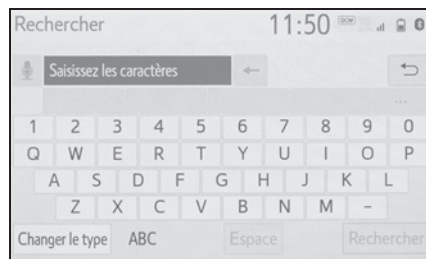 Rechercher 11:50 DCM
Saisissez les caractères
...
1 2 3 4 5 6 7 8 9 0
Q W E R T Y U I O P
A S D F G H J K L
Z X C V B N M -
Changer le type ABC Espace Rechercher